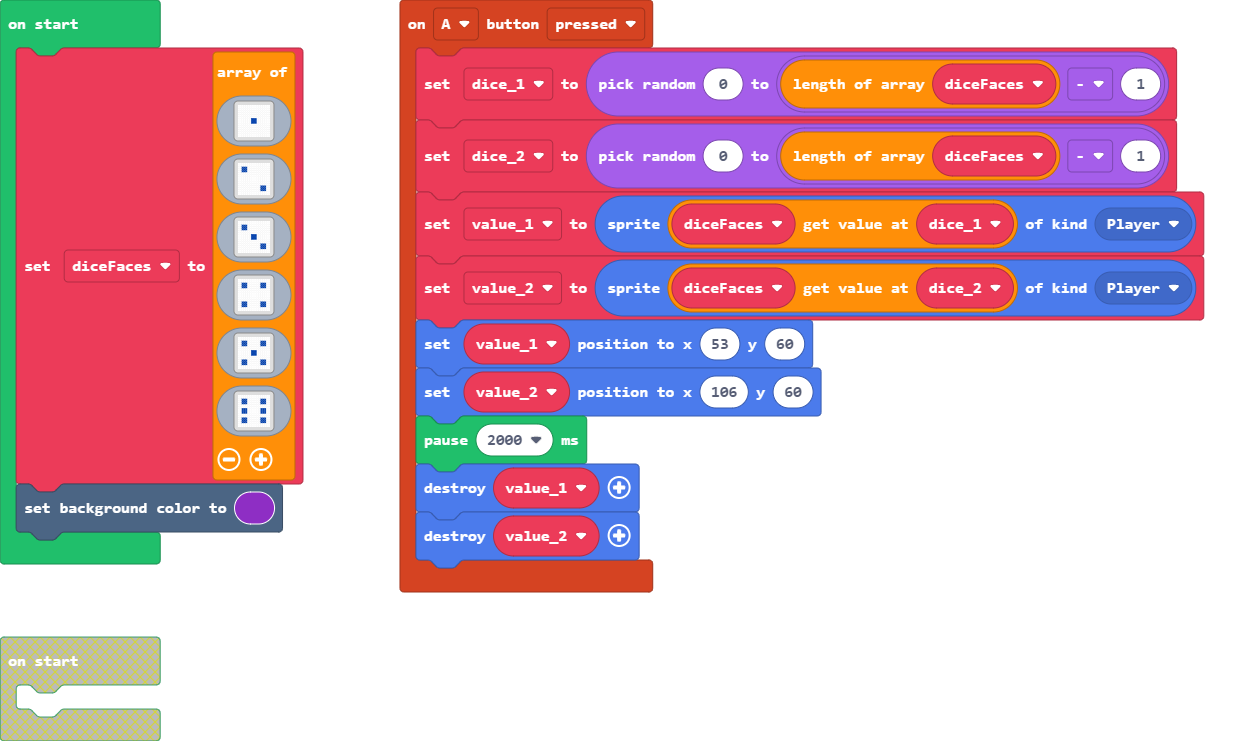 on start
set diceFaces to
array of
set background color to
on start
on A button pressed
set dice_1 to pick random 0 to length of array diceFaces - 1
set dice_2 to pick random 0 to length of array diceFaces - 1
set value_1 to sprite diceFaces get value at dice_1 of kind Player
set value_2 to sprite diceFaces get value at dice_2 of kind Player
set value_1 position to x 53 y 60
set value_2 position to x 106 y 60
pause 2000 ms
destroy value_1
destroy value_2